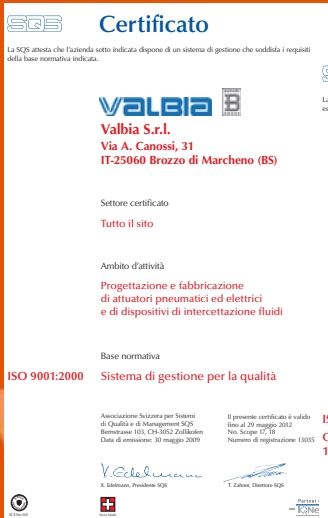 SQS
Certificato
La SQS attesta che l'azienda sotto indicata dispone di un sistema di gestione che soddisfa i requisiti
della base normativa indicata.
VALBIA B
Valbia S.r.l.
Via A. Canossi, 31
IT-25060 Brozzo di Marcheno (BS)
Settore certificato
Tutto il sito
Ambito d'attività
Progettazione e fabbricazione
di attuatori pneumatici ed elettrici
e di dispositivi di intercettazione fluidi
Base normativa
ISO 9001:2000 Sistema di gestione per la qualità
Associazione Svizzera per Sistemi
di Qualità e di Management SQS
Bernstrasse 103, CH-3052 Zollikofen
Data di emissione: 30 maggio 2009
Il presente certificato è valido
fino al 29 maggio 2012
No. Scope 17, 18
Numero di registrazione 13035
X. Edelmann, Presidente SQS
T. Zahner, Direttore SQS
Swiss Made
Partner
IQNe